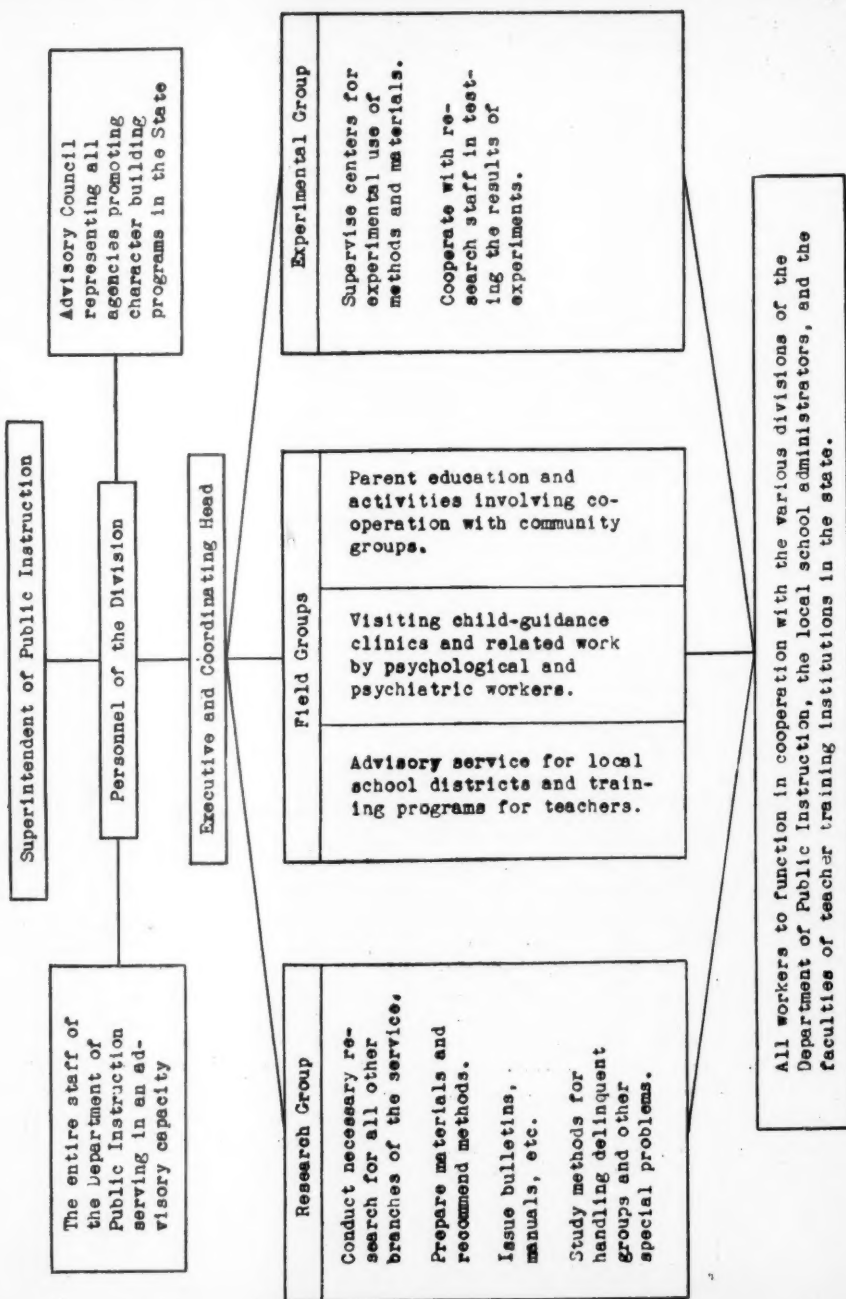 Superintendent of Public Instruction
The entire staff of
the Department of
Public Instruction
serving in an ad-
visory capacity
Personnel of the Division
Advisory Council
representing all
agencies promoting
character building
programs in the State
Executive and Coordinating Head
Research Group
Conduct necessary re-
search for all other
branches of the service.
Prepare materials and
recommend methods.
Issue bulletins,
manuals, etc.
Study methods for
handling delinquent
groups and other
special problems.
Field Groups
Advisory service for local
school districts and train-
ing programs for teachers.
Visiting child-guidance
clinics and related work
by psychological and
psychiatric workers.
Parent education and
activities involving co-
operation with community
groups.
Experimental Group
Supervise centers for
experimental use of
methods and materials.
Cooperate with re-
search staff in test-
ing the results of
experiments.
All workers to function in cooperation with the various divisions of the
Department of Public Instruction, the local school administrators, and the
faculties of teacher training institutions in the state.